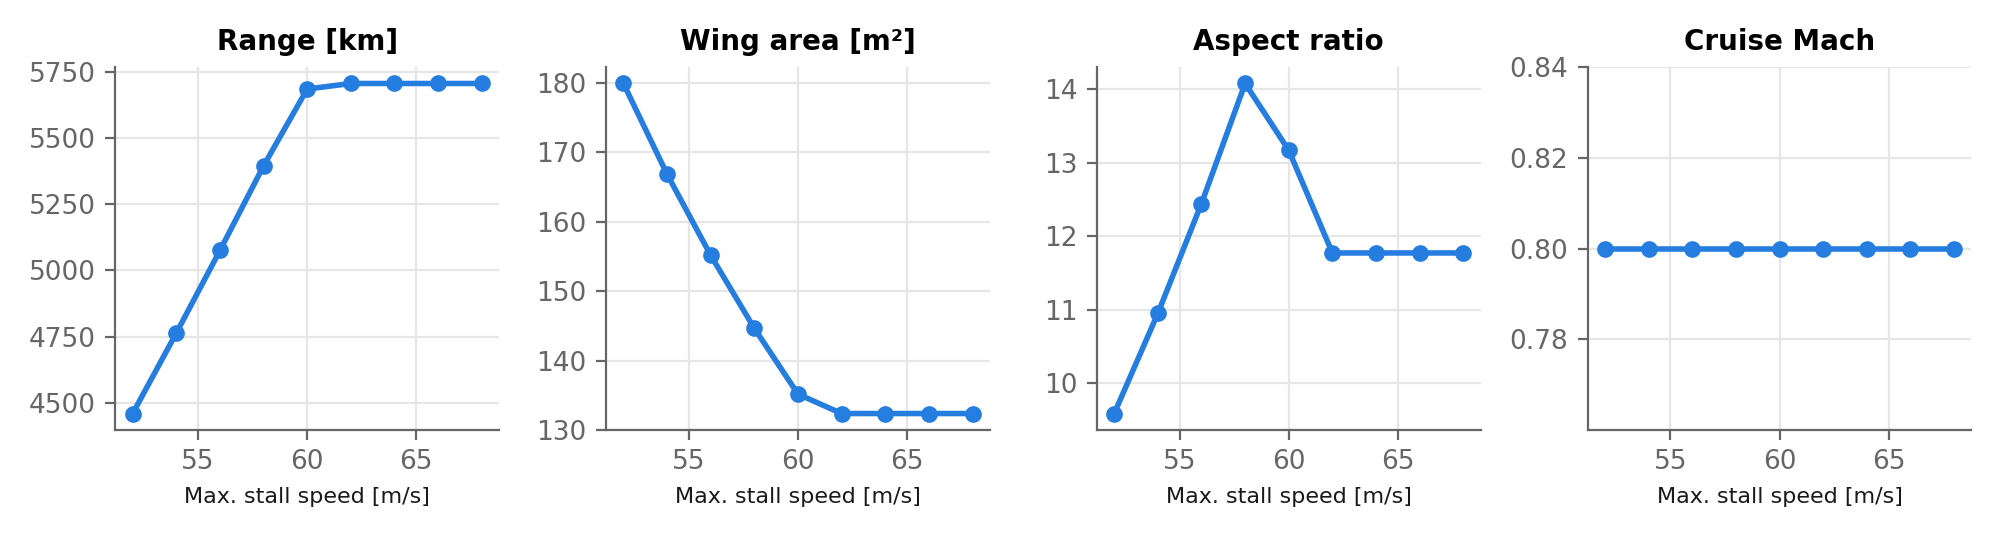 Range [km]
5750
5500
5250
5000
4750
4500
55 60 65
Max. stall speed [m/s]
Wing area [m²]
180
170
160
150
140
130
55 60 65
Max. stall speed [m/s]
Aspect ratio
14
13
12
11
10
55 60 65
Max. stall speed [m/s]
Cruise Mach
0.84
0.82
0.80
0.78
55 60 65
Max. stall speed [m/s]